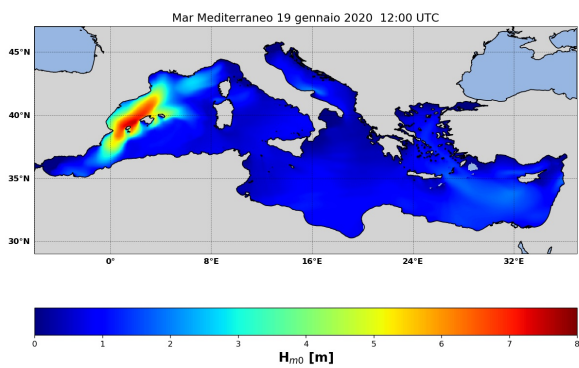 Mar Mediterraneo 19 gennaio 2020 12:00 UTC
45°N
40°N
35°N
30°N
0° 8°E 16°E 24°E 32°E
0 1 2 3 4 5 6 7 8
Hm0 [m]